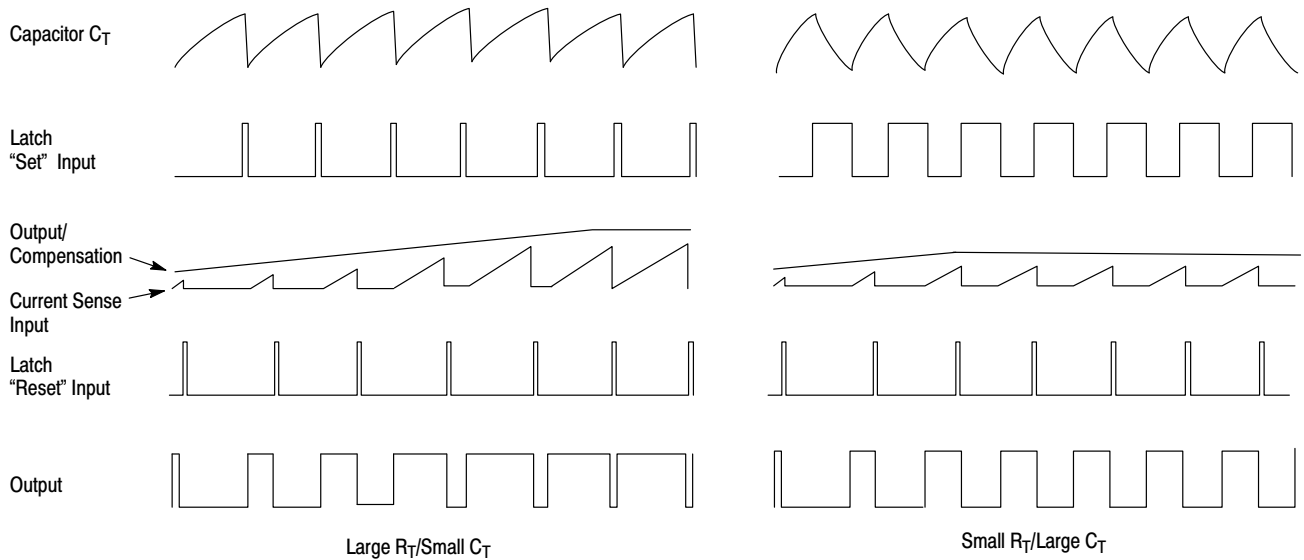 Capacitor C_T
Latch
“Set” Input
Output/
Compensation
Current Sense
Input
Latch
“Reset” Input
Output
Large R_T/Small C_T
Small R_T/Large C_T